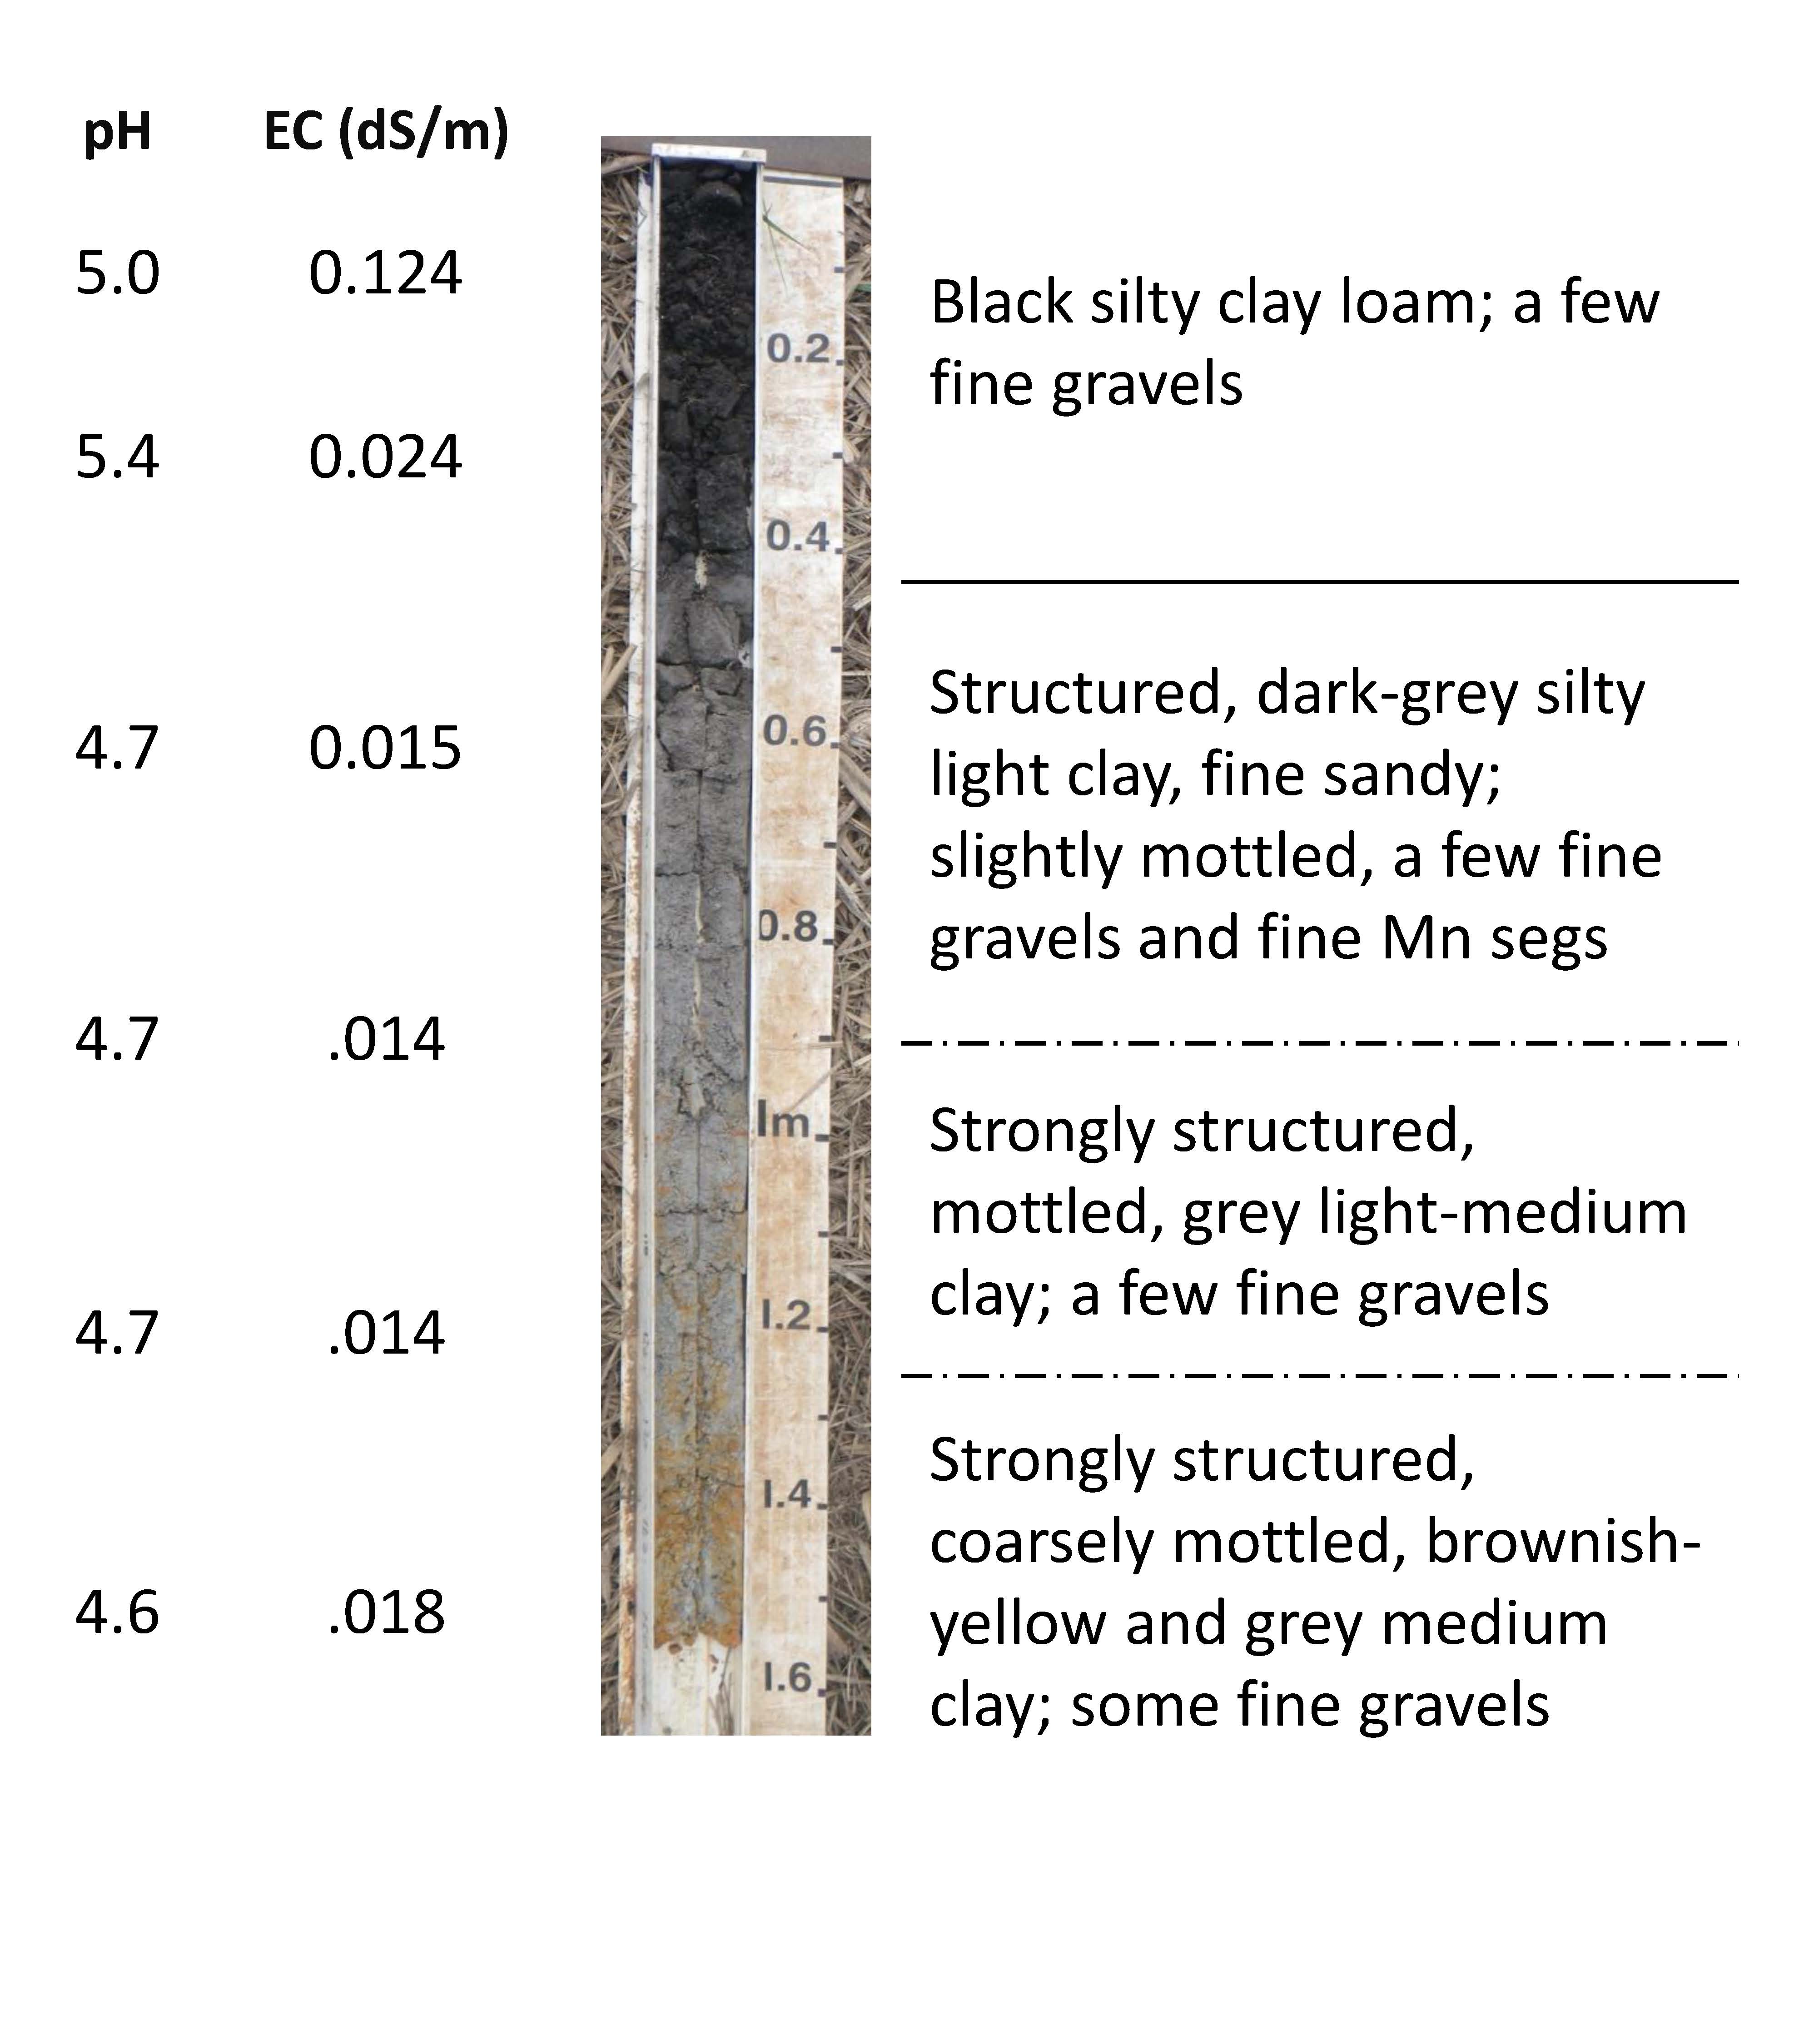 pH EC (dS/m)
5.0 0.124
Black silty clay loam; a few
fine gravels
0.2
5.4 0.024
0.4
Structured, dark-grey silty
light clay, fine sandy;
slightly mottled, a few fine
gravels and fine Mn segs
4.7 0.015
0.6
0.8
4.7 .014
1m
Strongly structured,
mottled, grey light-medium
clay; a few fine gravels
4.7 .014
1.2
Strongly structured,
coarsely mottled, brownish-
yellow and grey medium
clay; some fine gravels
1.4
4.6 .018
1.6